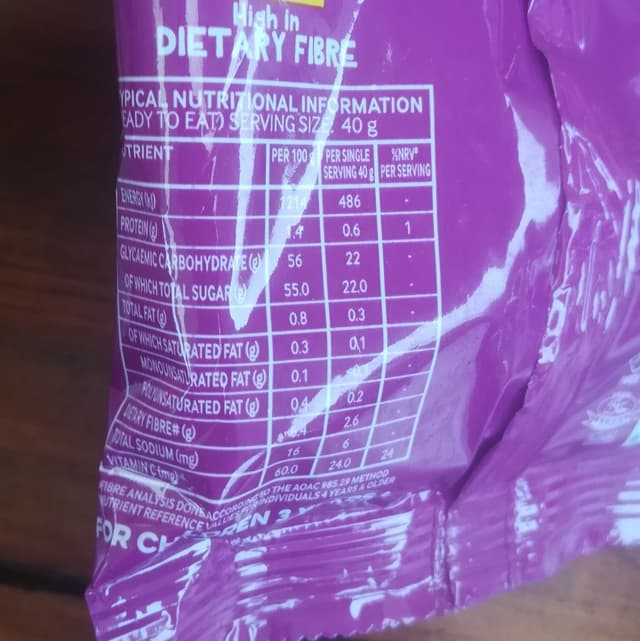 High in
DIETARY FIBRE
YPICAL NUTRITIONAL INFORMATION
EADY TO EAT) SERVING SIZE: 40 g
UTRIENT PER 100 g PER SINGLE SERVING 40 g %NRV* PER SERVING
ENERGY (kJ) 1214 486 -
PROTEIN (g) 1.4 0.6 1
GLYCAEMIC CARBOHYDRATE (g) 56 22 -
OF WHICH TOTAL SUGAR (g) 55.0 22.0 -
TOTAL FAT (g) 0.8 0.3 -
OF WHICH SATURATED FAT (g) 0.3 0.1 -
MONOUNSATURATED FAT (g) 0.1 -
POLYUNSATURATED FAT (g) 0.4 0.2 -
DIETARY FIBRE# (g) 2.6 -
TOTAL SODIUM (mg) 16 6 -
VITAMIN C (mg) 60.0 24.0 24
FIBRE ANALYSIS DONE ACCORDING TO THE AOAC 985.29 METHOD
NUTRIENT REFERENCE VALUES FOR INDIVIDUALS 4 YEARS & OLDER
FOR CHILDREN 3